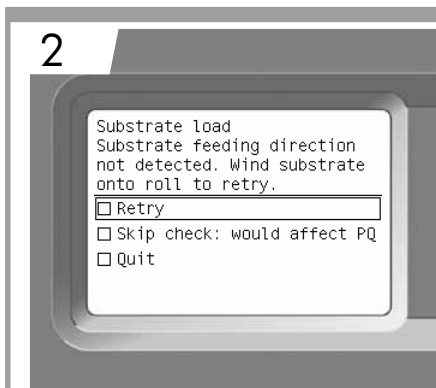 2
Substrate load
Substrate feeding direction
not detected. Wind substrate
onto roll to retry.
Retry
Skip check: would affect PQ
Quit